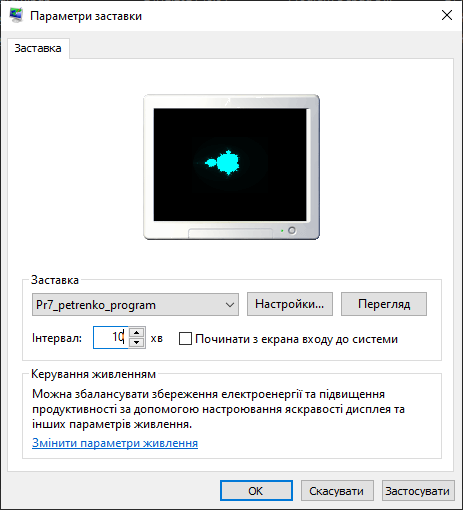 Параметри заставки
Заставка
Заставка
Pr7_petrenko_program
Настройки...
Перегляд
Інтервал:
10
хв
Починати з екрана входу до системи
Керування живленням
Можна збалансувати збереження електроенергії та підвищення
продуктивності за допомогою настроювання яскравості дисплея та
інших параметрів живлення.
Змінити параметри живлення
ОК
Скасувати
Застосувати